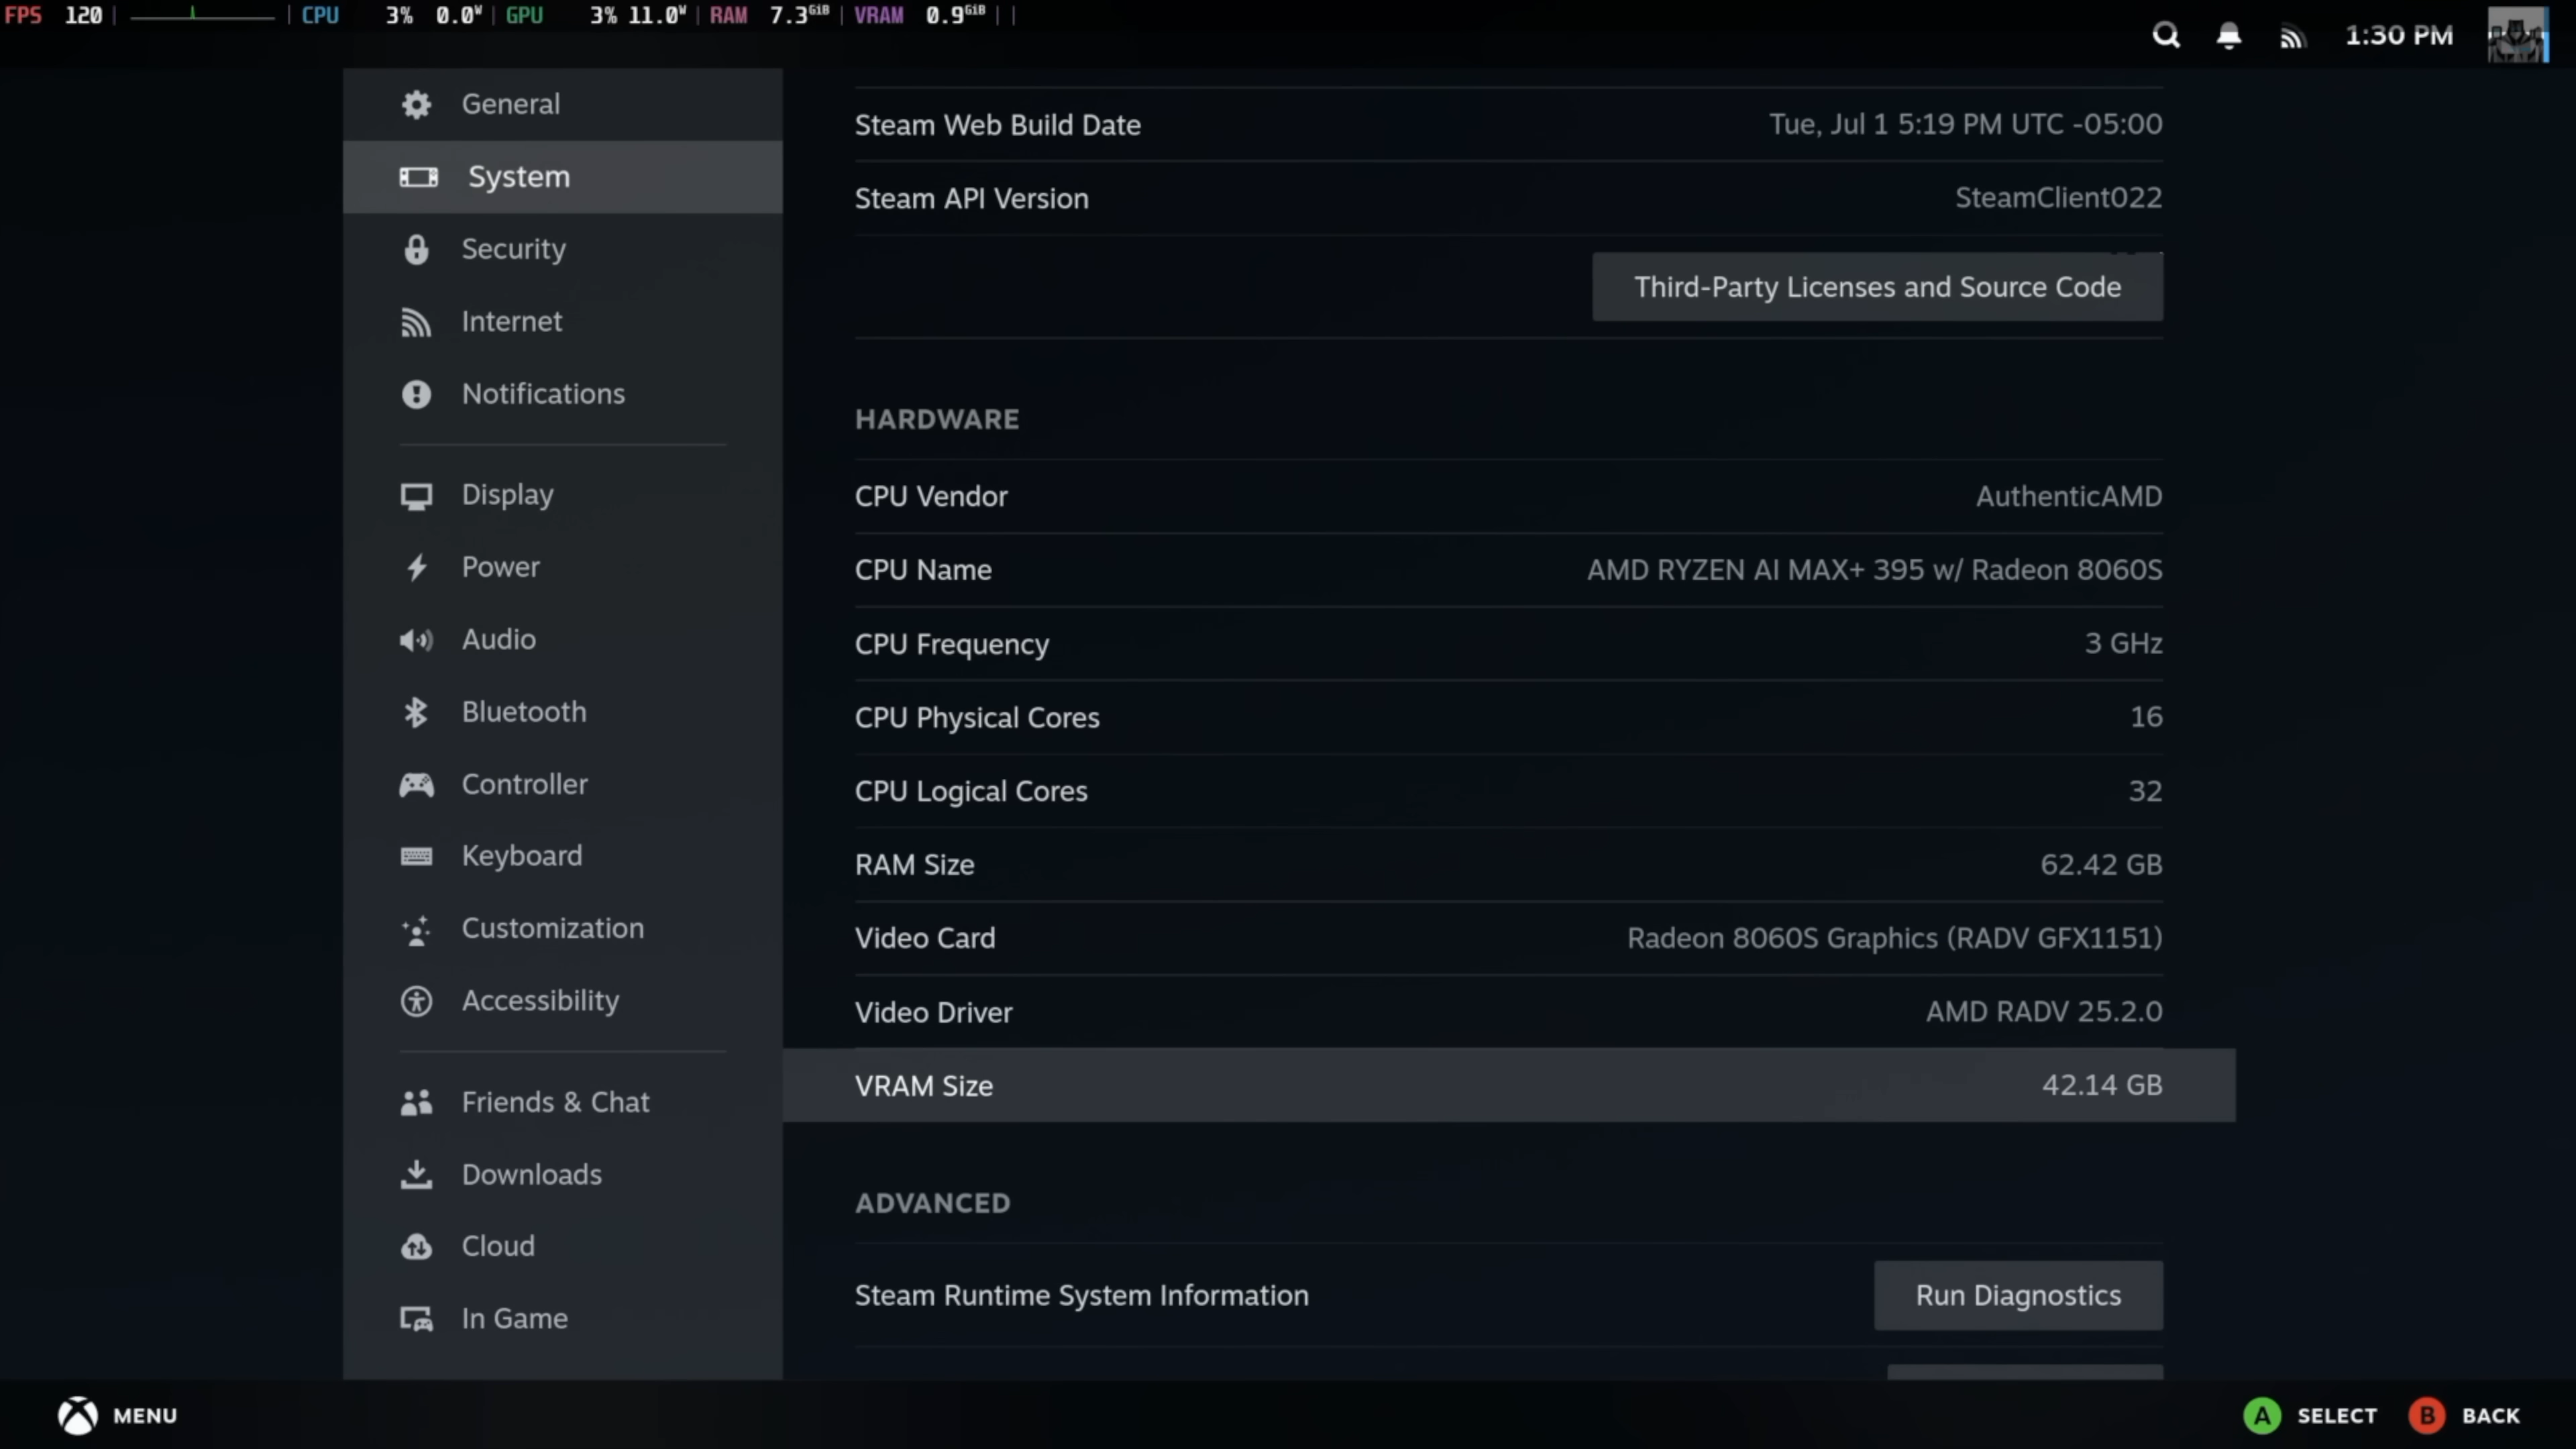 FPS 120 | CPU 3% 0.0W | GPU 3% 11.0W | RAM 7.3GiB | VRAM 0.9GiB
1:30 PM
General
System
Security
Internet
Notifications
Display
Power
Audio
Bluetooth
Controller
Keyboard
Customization
Accessibility
Friends & Chat
Downloads
Cloud
In Game
Steam Web Build Date Tue, Jul 1 5:19 PM UTC -05:00
Steam API Version SteamClient022
Third-Party Licenses and Source Code
HARDWARE
CPU Vendor AuthenticAMD
CPU Name AMD RYZEN AI MAX+ 395 w/ Radeon 8060S
CPU Frequency 3 GHz
CPU Physical Cores 16
CPU Logical Cores 32
RAM Size 62.42 GB
Video Card Radeon 8060S Graphics (RADV GFX1151)
Video Driver AMD RADV 25.2.0
VRAM Size 42.14 GB
ADVANCED
Steam Runtime System Information Run Diagnostics
MENU
A SELECT B BACK